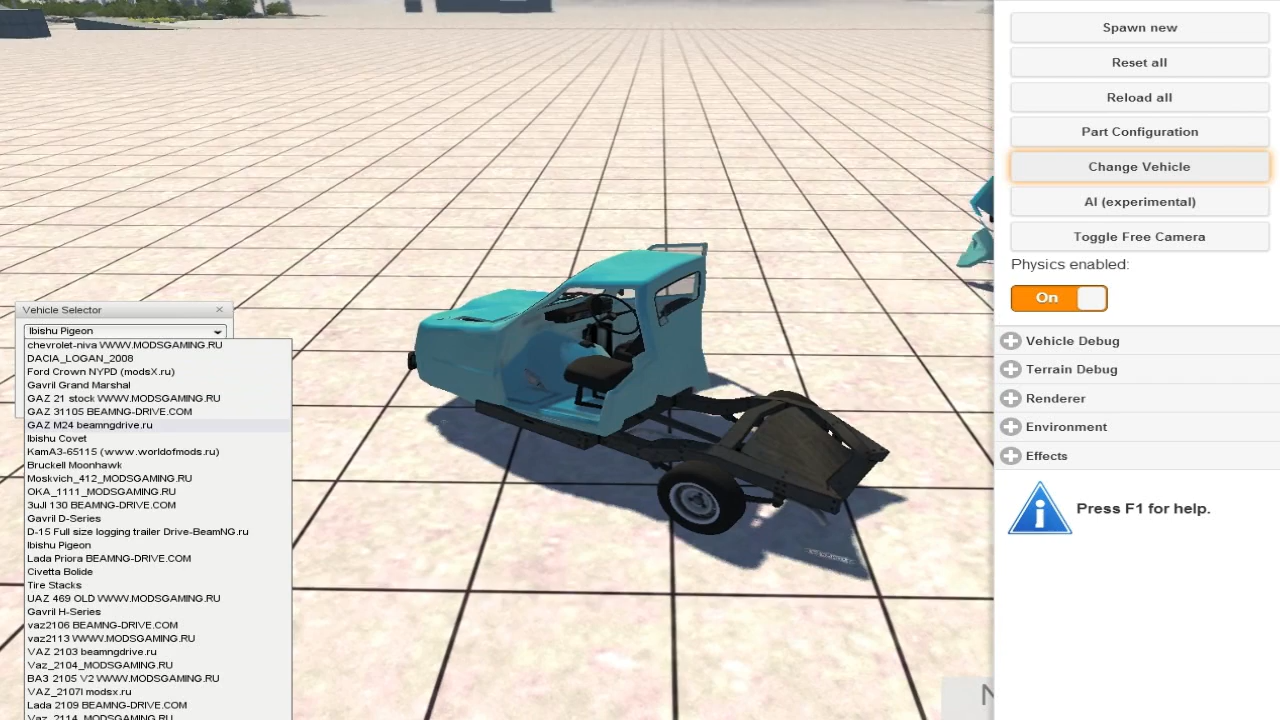 Spawn new
Reset all
Reload all
Part Configuration
Change Vehicle
AI (experimental)
Toggle Free Camera
Physics enabled:
On
Vehicle Debug
Terrain Debug
Renderer
Environment
Effects
Press F1 for help.
Vehicle Selector
Ibishu Pigeon
chevrolet-niva WWW.MODSGAMING.RU
DACIA_LOGAN_2008
Ford Crown NYPD (modsX.ru)
Gavril Grand Marshal
GAZ 21 stock WWW.MODSGAMING.RU
GAZ 31105 BEAMNG-DRIVE.COM
GAZ M24 beamngdrive.ru
Ibishu Covet
KamA3-65115 (www.worldofmods.ru)
Bruckell Moonhawk
Moskvich_412_MODSGAMING.RU
OKA_1111_MODSGAMING.RU
3uJl 130 BEAMNG-DRIVE.COM
Gavril D-Series
D-15 Full size logging trailer Drive-BeamNG.ru
Ibishu Pigeon
Lada Priora BEAMNG-DRIVE.COM
Civetta Bolide
Tire Stacks
UAZ 469 OLD WWW.MODSGAMING.RU
Gavril H-Series
vaz2106 BEAMNG-DRIVE.COM
vaz2113 WWW.MODSGAMING.RU
VAZ 2103 beamngdrive.ru
Vaz_2104_MODSGAMING.RU
BA3 2105 V2 WWW.MODSGAMING.RU
VAZ_2107I modsx.ru
Lada 2109 BEAMNG-DRIVE.COM
Vaz_2114_MODSGAMING.RU
N